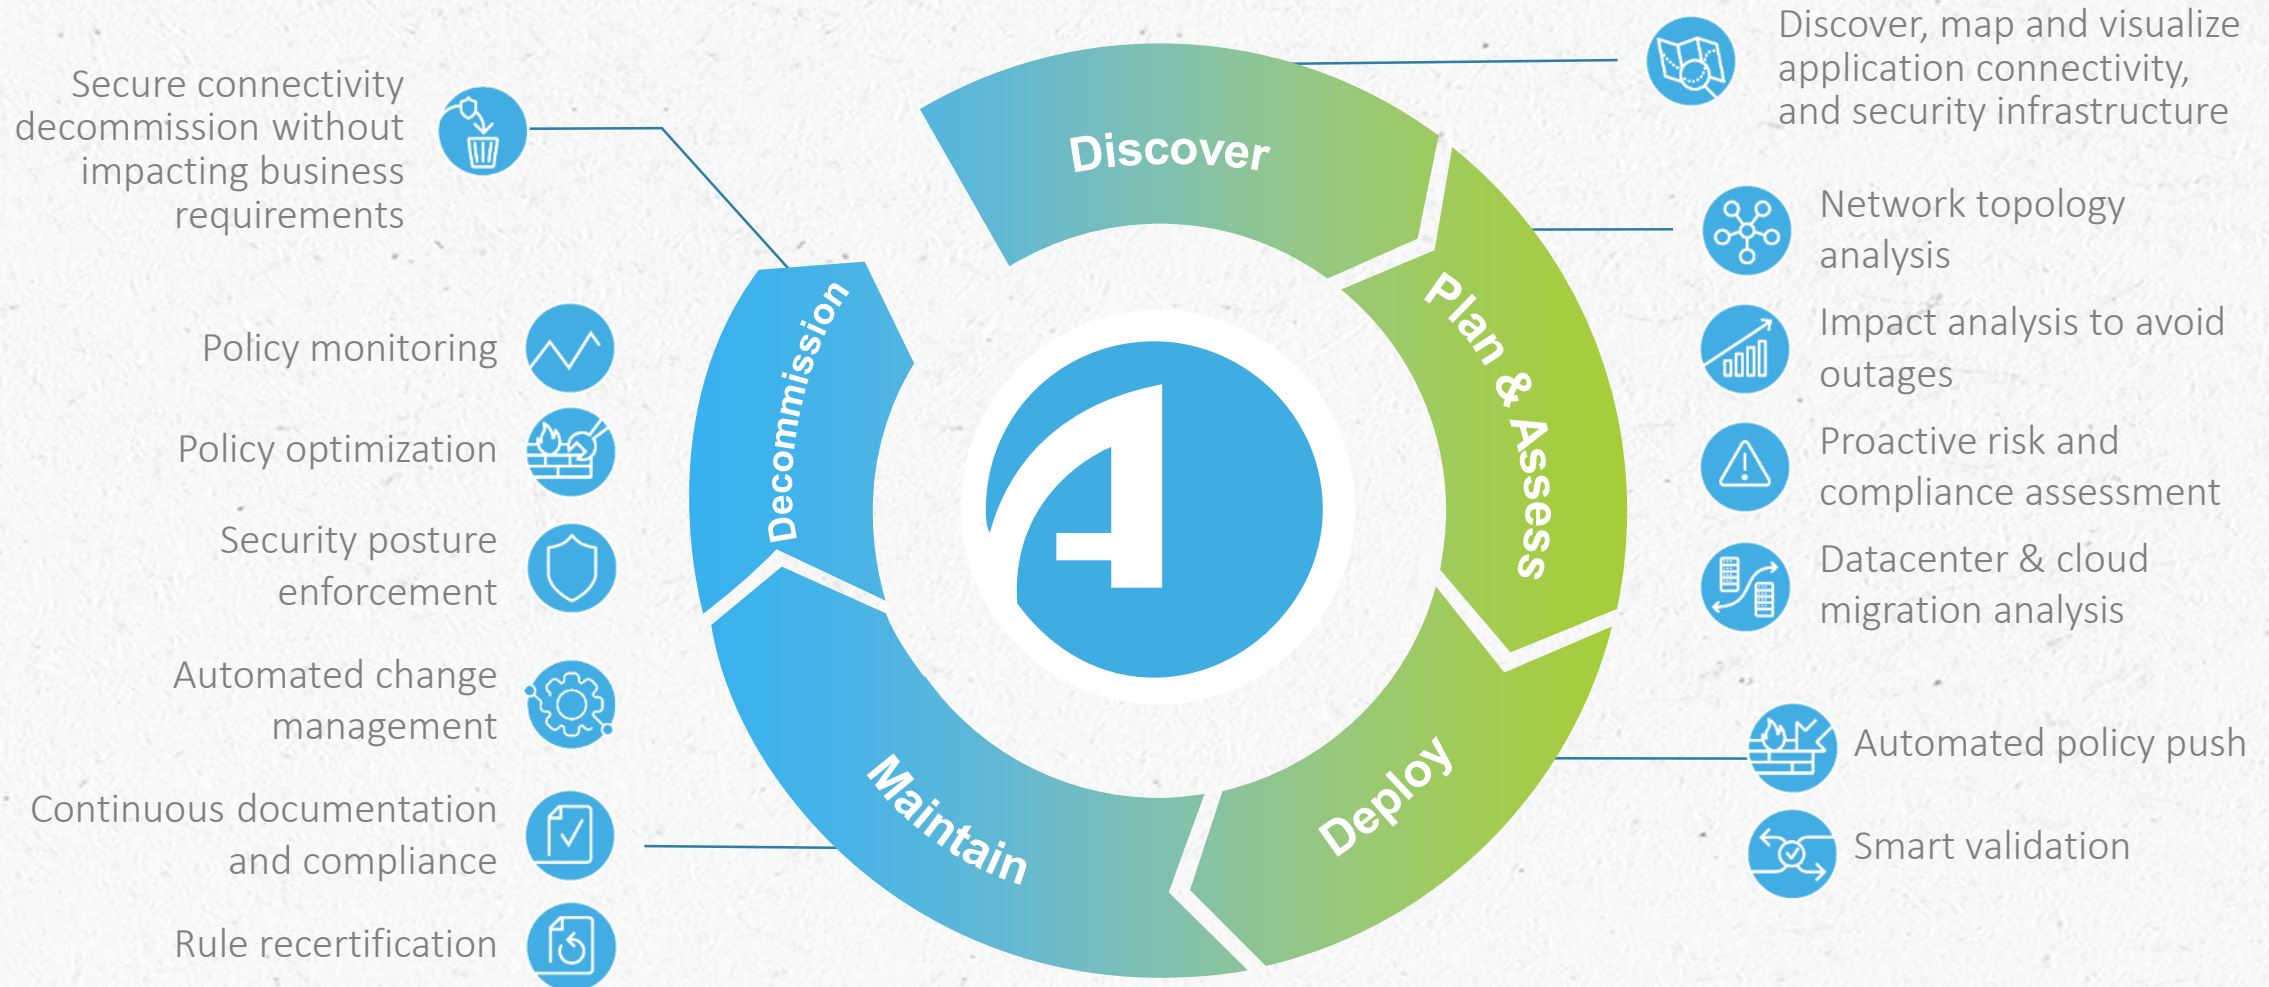 Discover, map and visualize
application connectivity,
and security infrastructure
Secure connectivity
decommission without
impacting business
requirements
Discover
Network topology
analysis
Plan & Assess
Decommission
Impact analysis to avoid
outages
Policy monitoring
Policy optimization
Proactive risk and
compliance assessment
Security posture
enforcement
Datacenter & cloud
migration analysis
Automated change
management
Automated policy push
Deploy
Maintain
Continuous documentation
and compliance
Smart validation
Rule recertification